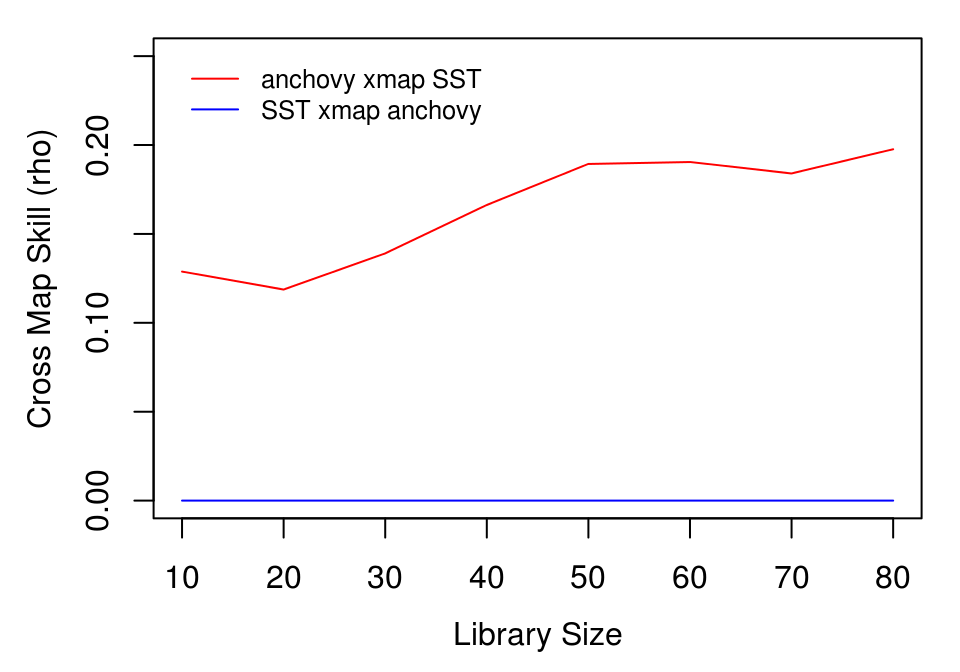 anchovy xmap SST
SST xmap anchovy
Cross Map Skill (rho)
0.20
0.10
0.00
10 20 30 40 50 60 70 80
Library Size